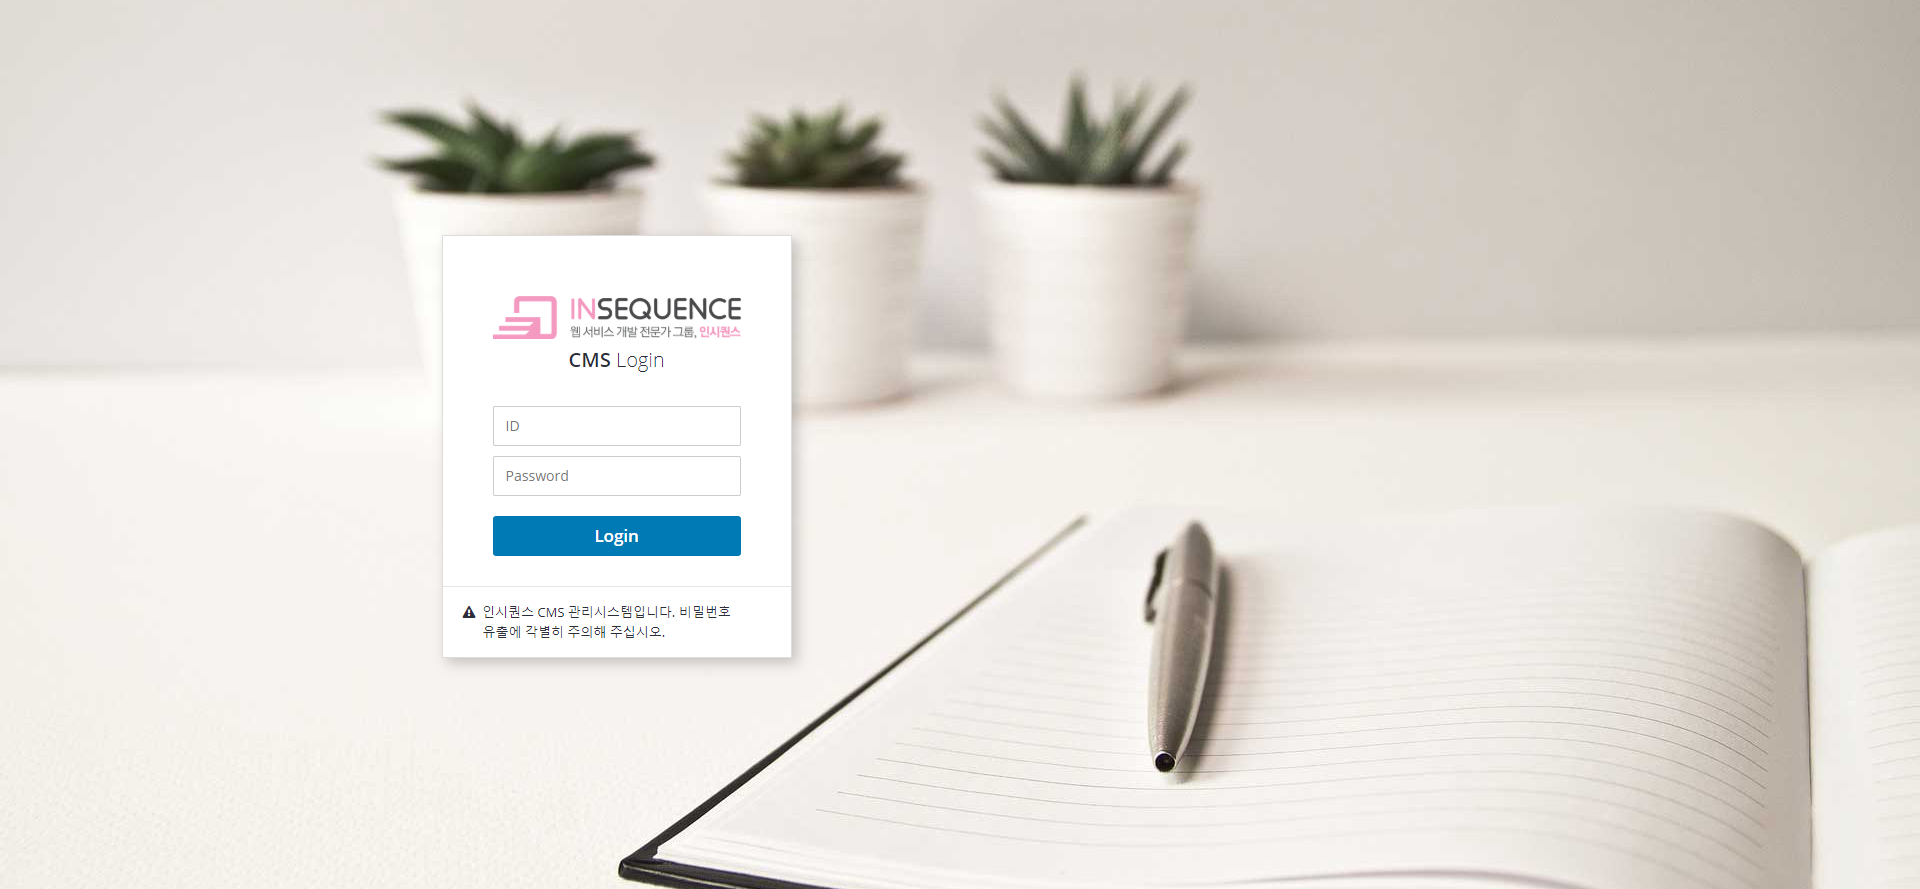 INSEQUENCE
웹 서비스 개발 전문가 그룹, 인시퀀스
CMS Login
ID
Password
Login
인시퀀스 CMS 관리시스템입니다. 비밀번호
유출에 각별히 주의해 주십시오.